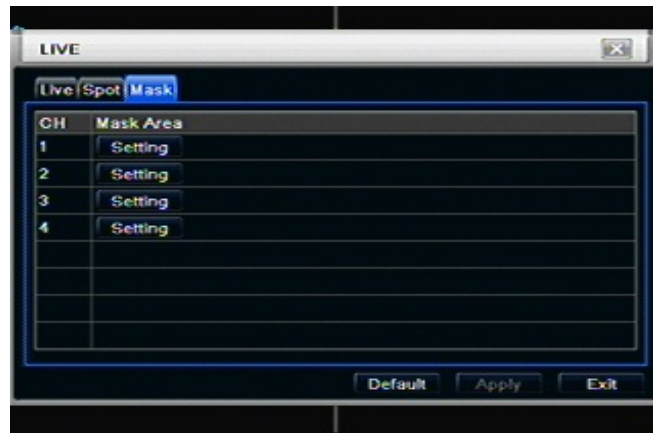 LIVE
Live Spot Mask
CH Mask Area
1 Setting
2 Setting
3 Setting
4 Setting
Default Apply Exit